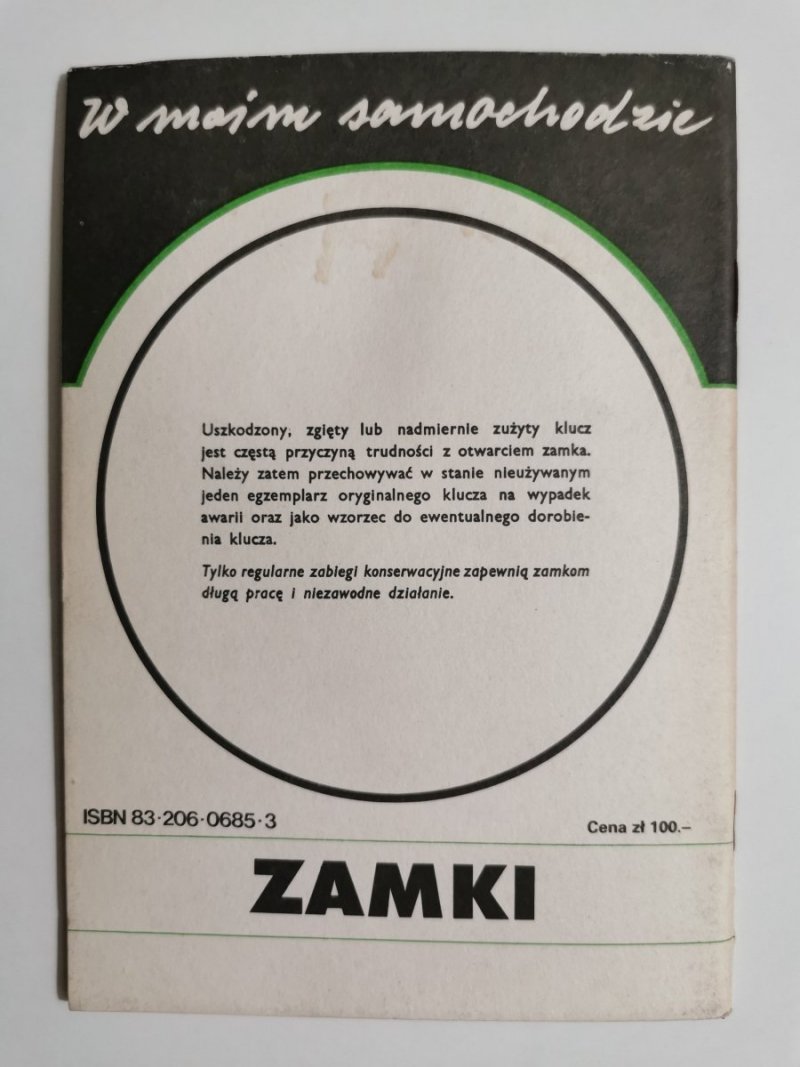 W moim samochodzie
Uszkodzony, zgięty lub nadmiernie zużyty klucz
jest częstą przyczyną trudności z otwarciem zamka.
Należy zatem przechowywać w stanie nieużywanym
jeden egzemplarz oryginalnego klucza na wypadek
awarii oraz jako wzorzec do ewentualnego dorobie-
nia klucza.
Tylko regularne zabiegi konserwacyjne zapewnią zamkom
długą pracę i niezawodne działanie.
ISBN 83·206·0685·3
Cena zł 100.–
ZAMKI